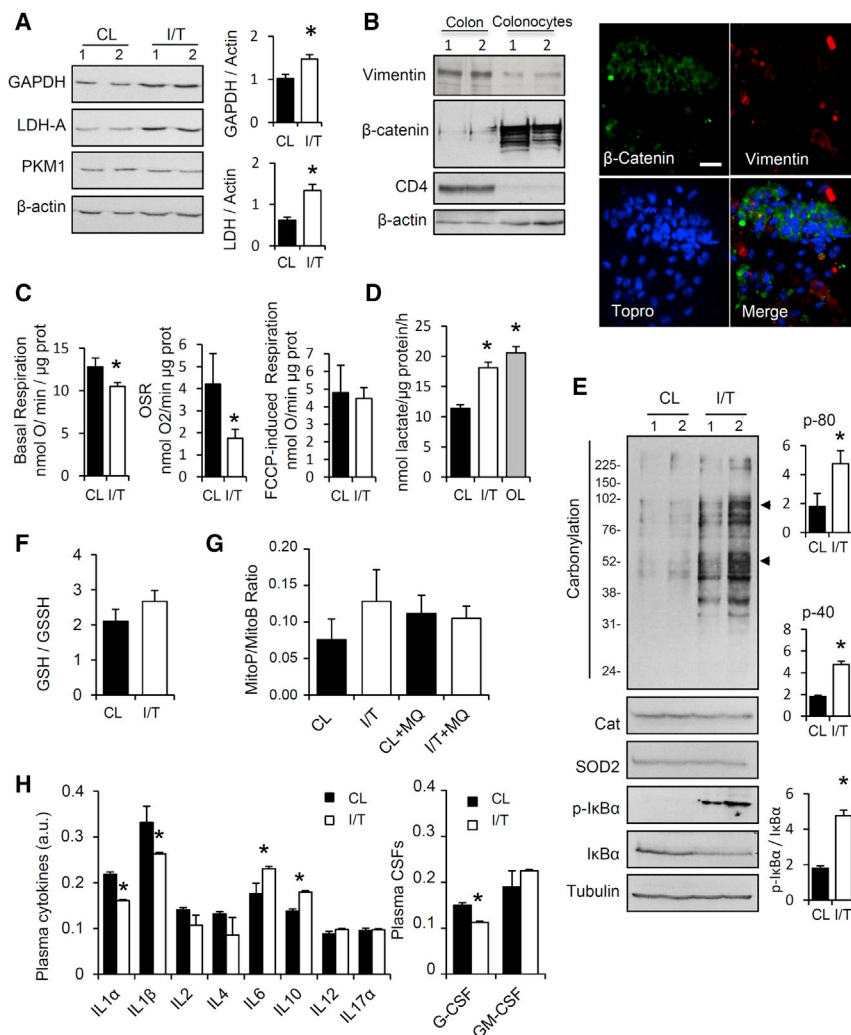 A
CL I/T
1 2 1 2
GAPDH
LDH-A
PKM1
β-actin
GAPDH / Actin
2
1
0
*
CL I/T
LDH / Actin
2
1
0
*
CL I/T
B
Colon Colonocytes
1 2 1 2
Vimentin
β-catenin
CD4
β-actin
β-Catenin
Vimentin
Topro
Merge
C
Basal Respiration
nmol O/ min / µg prot
15
10
5
0
*
CL I/T
OSR
nmol O2/min µg prot
6
5
4
3
2
1
0
*
CL I/T
FCCP-induced Respiration
nmol O/min µg prot
7
6
5
4
3
2
1
0
CL I/T
D
nmol lactate/µg protein/h
25
20
15
10
5
0
*
*
CL I/T OL
E
CL I/T
1 2 1 2
Carbonylation
225-
150-
102-
76-
52-
38-
31-
24-
Cat
SOD2
p-IκBα
IκBα
Tubulin
p-80
6
4
2
0
*
CL I/T
p-40
8
6
4
2
0
*
CL I/T
p-IκBα / IκBα
6
4
2
0
*
CL I/T
F
GSH / GSSH
5
4
3
2
1
0
CL I/T
G
MitoP/MitoB Ratio
0.20
0.15
0.10
0.05
0.00
CL
I/T
CL+MQ
I/T+MQ
H
Plasma cytokines (a.u.)
0.4
0.3
0.2
0.1
0
CL
I/T
*
*
*
*
IL1α
IL1β
IL2
IL4
IL6
IL10
IL12
IL17α
Plasma CSFs
0.4
0.3
0.2
0.1
0
CL
I/T
*
G-CSF
GM-CSF